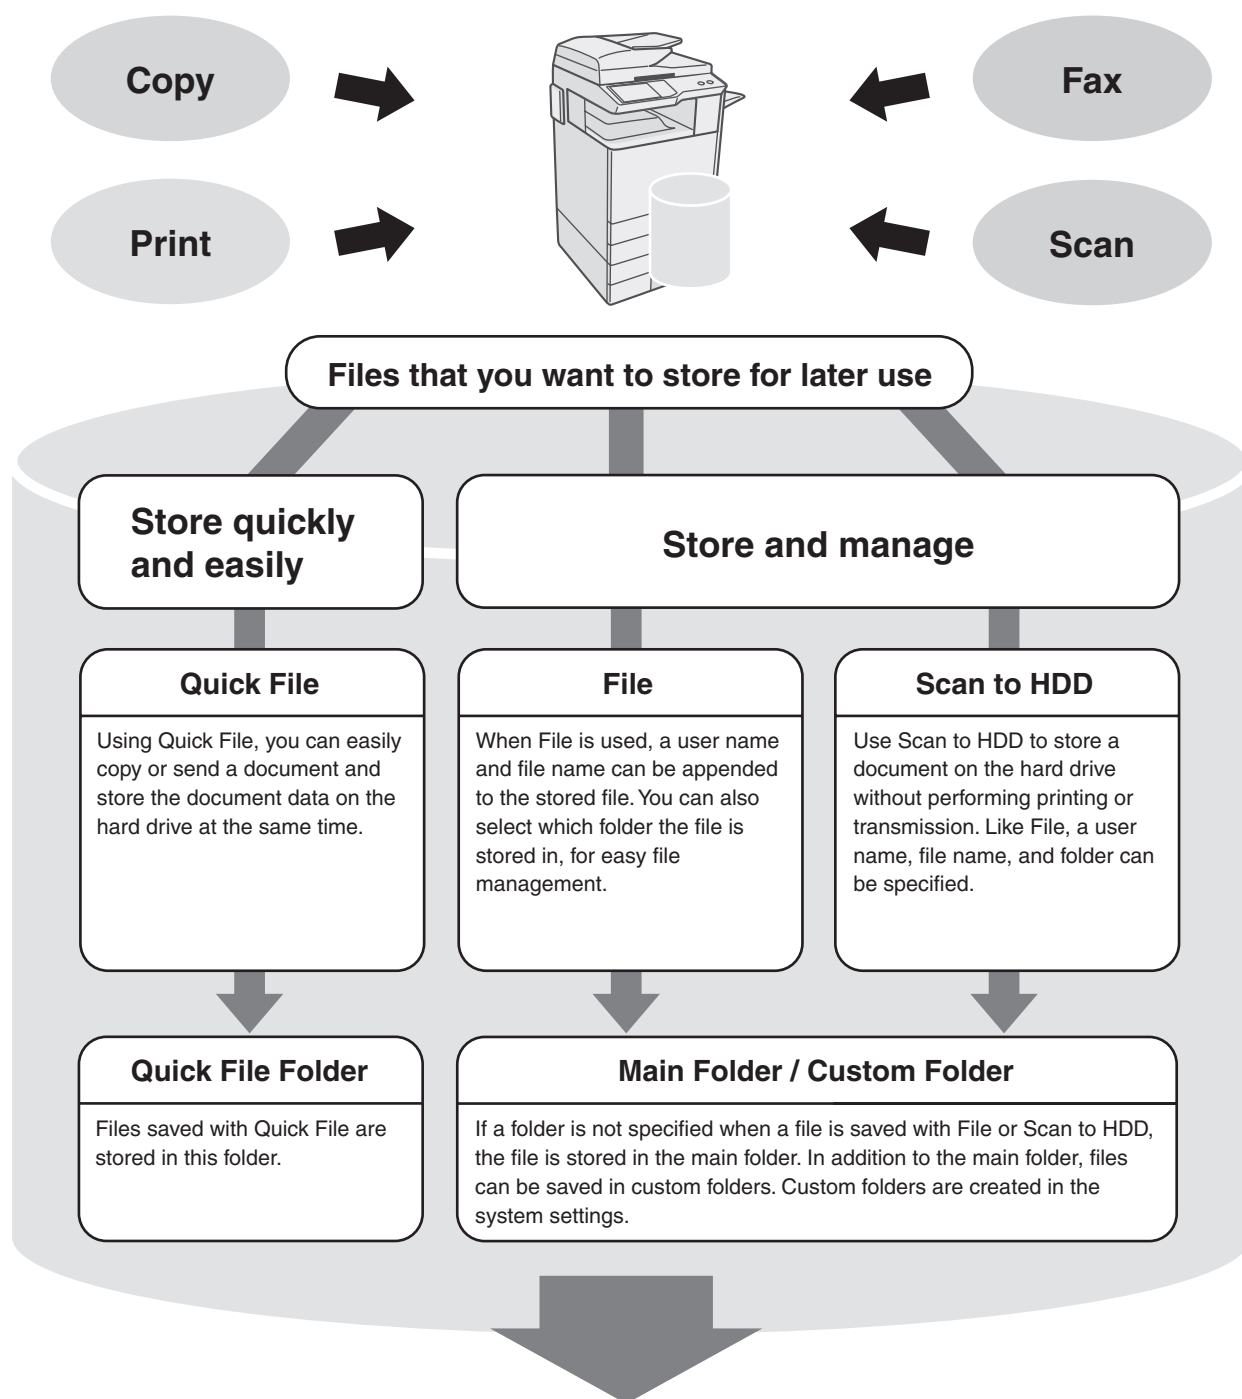 Copy
Fax
Print
Scan
Files that you want to store for later use
Store quickly
and easily
Store and manage
Quick File
Using Quick File, you can easily
copy or send a document and
store the document data on the
hard drive at the same time.
File
When File is used, a user name
and file name can be appended
to the stored file. You can also
select which folder the file is
stored in, for easy file
management.
Scan to HDD
Use Scan to HDD to store a
document on the hard drive
without performing printing or
transmission. Like File, a user
name, file name, and folder can
be specified.
Quick File Folder
Files saved with Quick File are
stored in this folder.
Main Folder / Custom Folder
If a folder is not specified when a file is saved with File or Scan to HDD,
the file is stored in the main folder. In addition to the main folder, files
can be saved in custom folders. Custom folders are created in the
system settings.